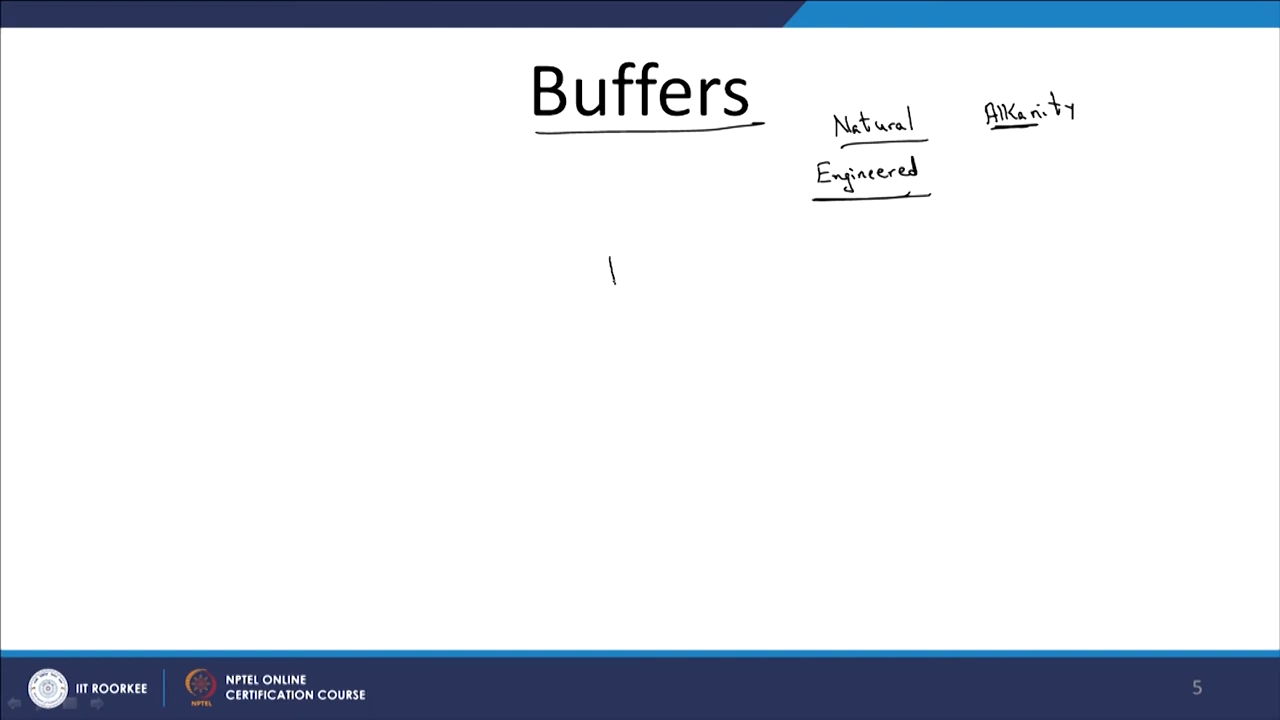 Buffers
Natural
Alkanity
Engineered
IIT ROORKEE
NPTEL ONLINE
CERTIFICATION COURSE
5